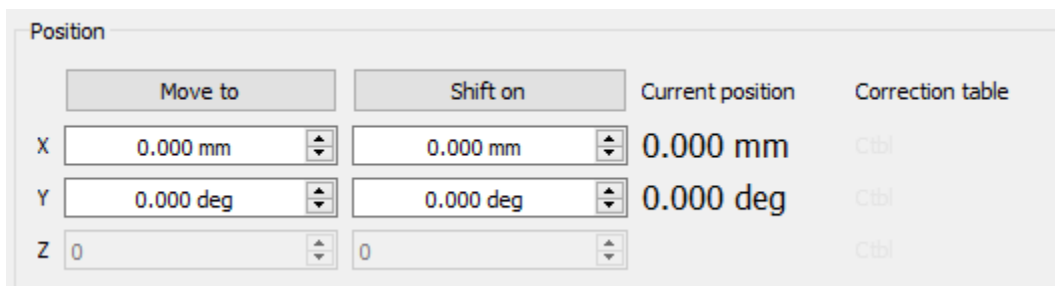 Position
Move to Shift on Current position Correction table
X 0.000 mm 0.000 mm 0.000 mm Ctbl
Y 0.000 deg 0.000 deg 0.000 deg Ctbl
Z 0 0 Ctbl